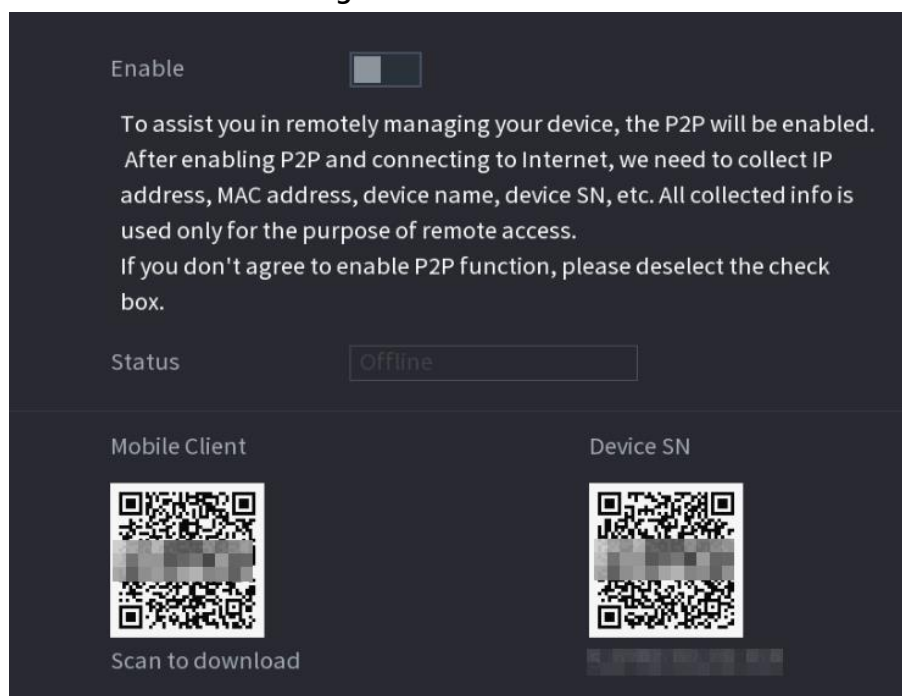 Enable
To assist you in remotely managing your device, the P2P will be enabled.
After enabling P2P and connecting to Internet, we need to collect IP
address, MAC address, device name, device SN, etc. All collected info is
used only for the purpose of remote access.
If you don't agree to enable P2P function, please deselect the check
box.
Status
Offline
Mobile Client
Device SN
Scan to download